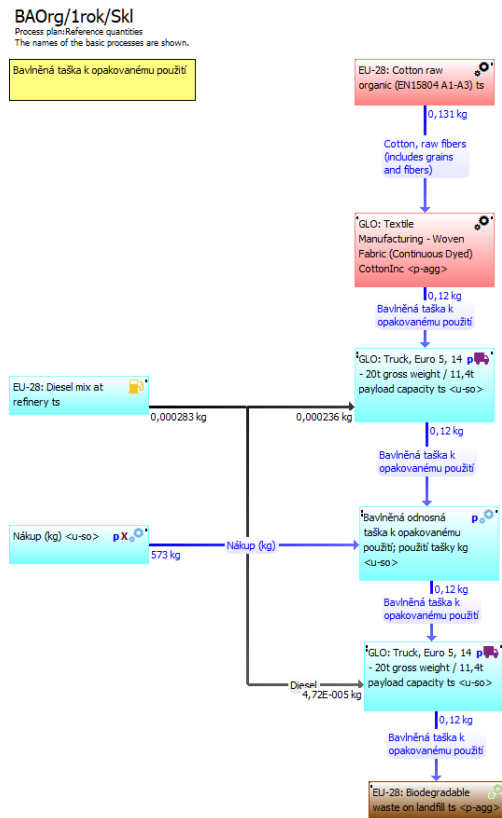 BAOrg/1rok/Skl
Process plan:Reference quantities
The names of the basic processes are shown.
Bavlněná taška k opakovanému použití
EU-28: Cotton raw
organic (EN15804 A1-A3) ts
0,131 kg
Cotton, raw fibers
(includes grains
and fibers)
GLO: Textile
Manufacturing - Woven
Fabric (Continuous Dyed)
CottonInc <p-agg>
0,12 kg
Bavlněná taška k
opakovanému použití
GLO: Truck, Euro 5, 14 p
- 20t gross weight / 11,4t
payload capacity ts <u-so>
EU-28: Diesel mix at
refinery ts
0,000283 kg
0,000236 kg
0,12 kg
Bavlněná taška k
opakovanému použití
Bavlněná odnosná p
taška k opakovanému
použití; použití tašky kg
<u-so>
Nákup (kg) <u-so> p X
Nákup (kg)
573 kg
0,12 kg
Bavlněná taška k
opakovanému použití
GLO: Truck, Euro 5, 14 p
- 20t gross weight / 11,4t
payload capacity ts <u-so>
Diesel
4,72E-005 kg
0,12 kg
Bavlněná taška k
opakovanému použití
EU-28: Biodegradable
waste on landfill ts <p-agg>